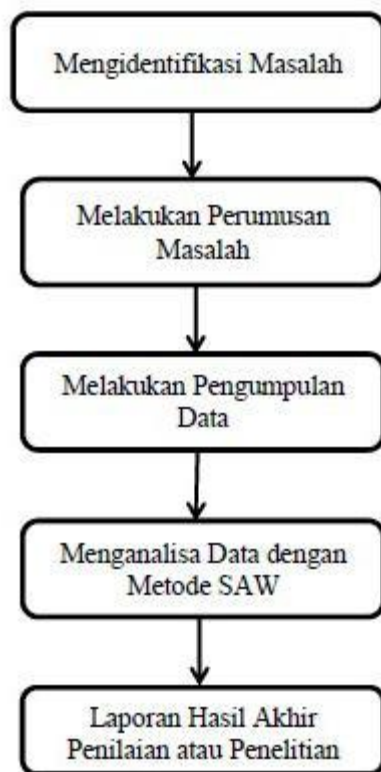 Mengidentifikasi Masalah
Melakukan Perumusan
Masalah
Melakukan Pengumpulan
Data
Menganalisa Data dengan
Metode SAW
Laporan Hasil Akhir
Penilaian atau Penelitian